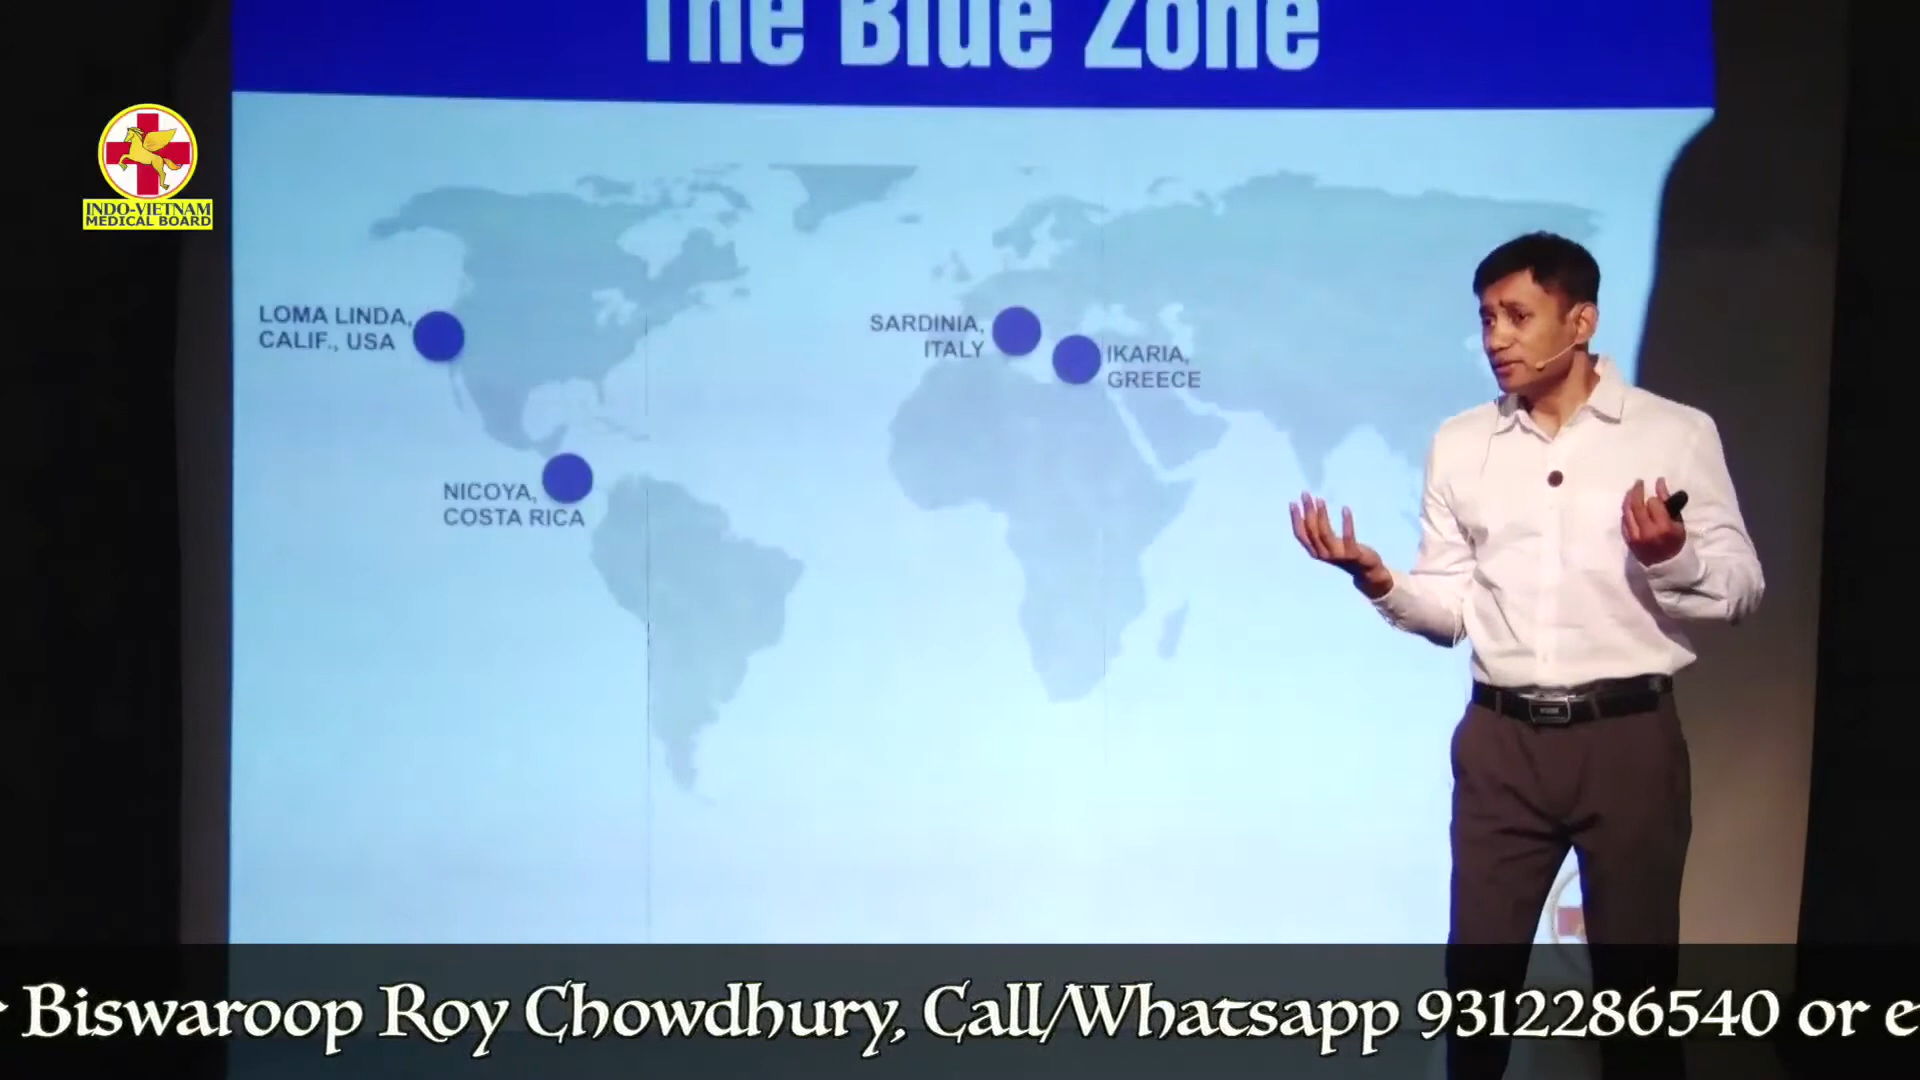 The Blue Zone
INDO-VIETNAM
MEDICAL BOARD
LOMA LINDA,
CALIF., USA
SARDINIA,
ITALY
IKARIA,
GREECE
NICOYA,
COSTA RICA
Biswaroop Roy Chowdhury, Call/Whatsapp 9312286540 or